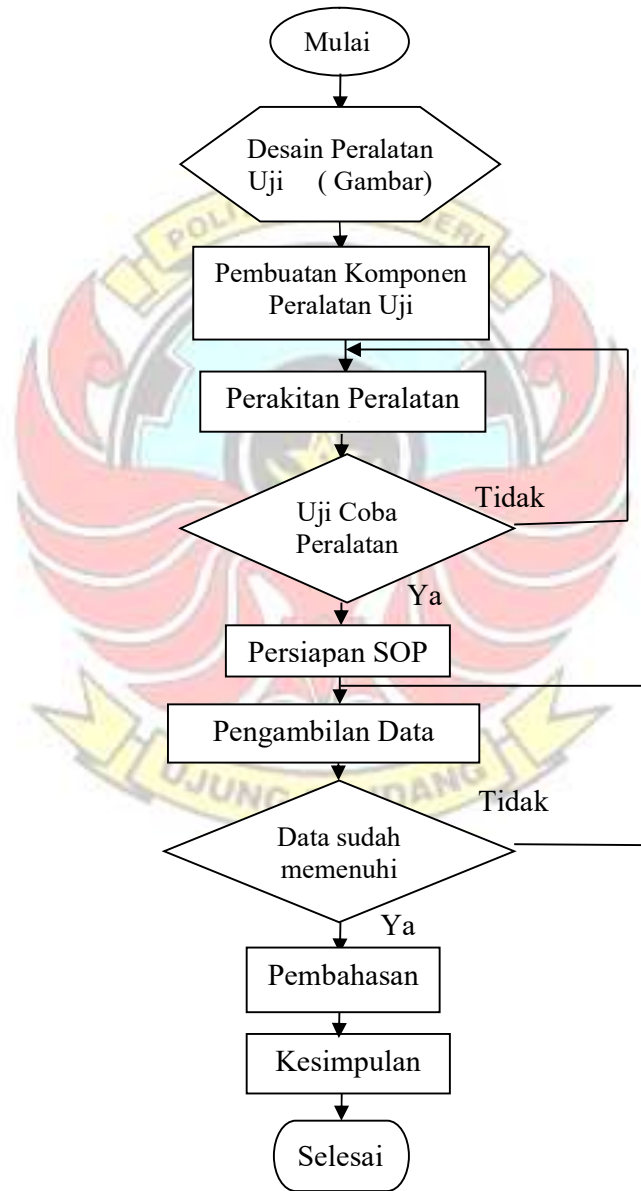 Mulai
Desain Peralatan
Uji ( Gambar)
Pembuatan Komponen
Peralatan Uji
Perakitan Peralatan
Tidak
Uji Coba
Peralatan
Ya
Persiapan SOP
Pengambilan Data
Tidak
Data sudah
memenuhi
Ya
Pembahasan
Kesimpulan
Selesai